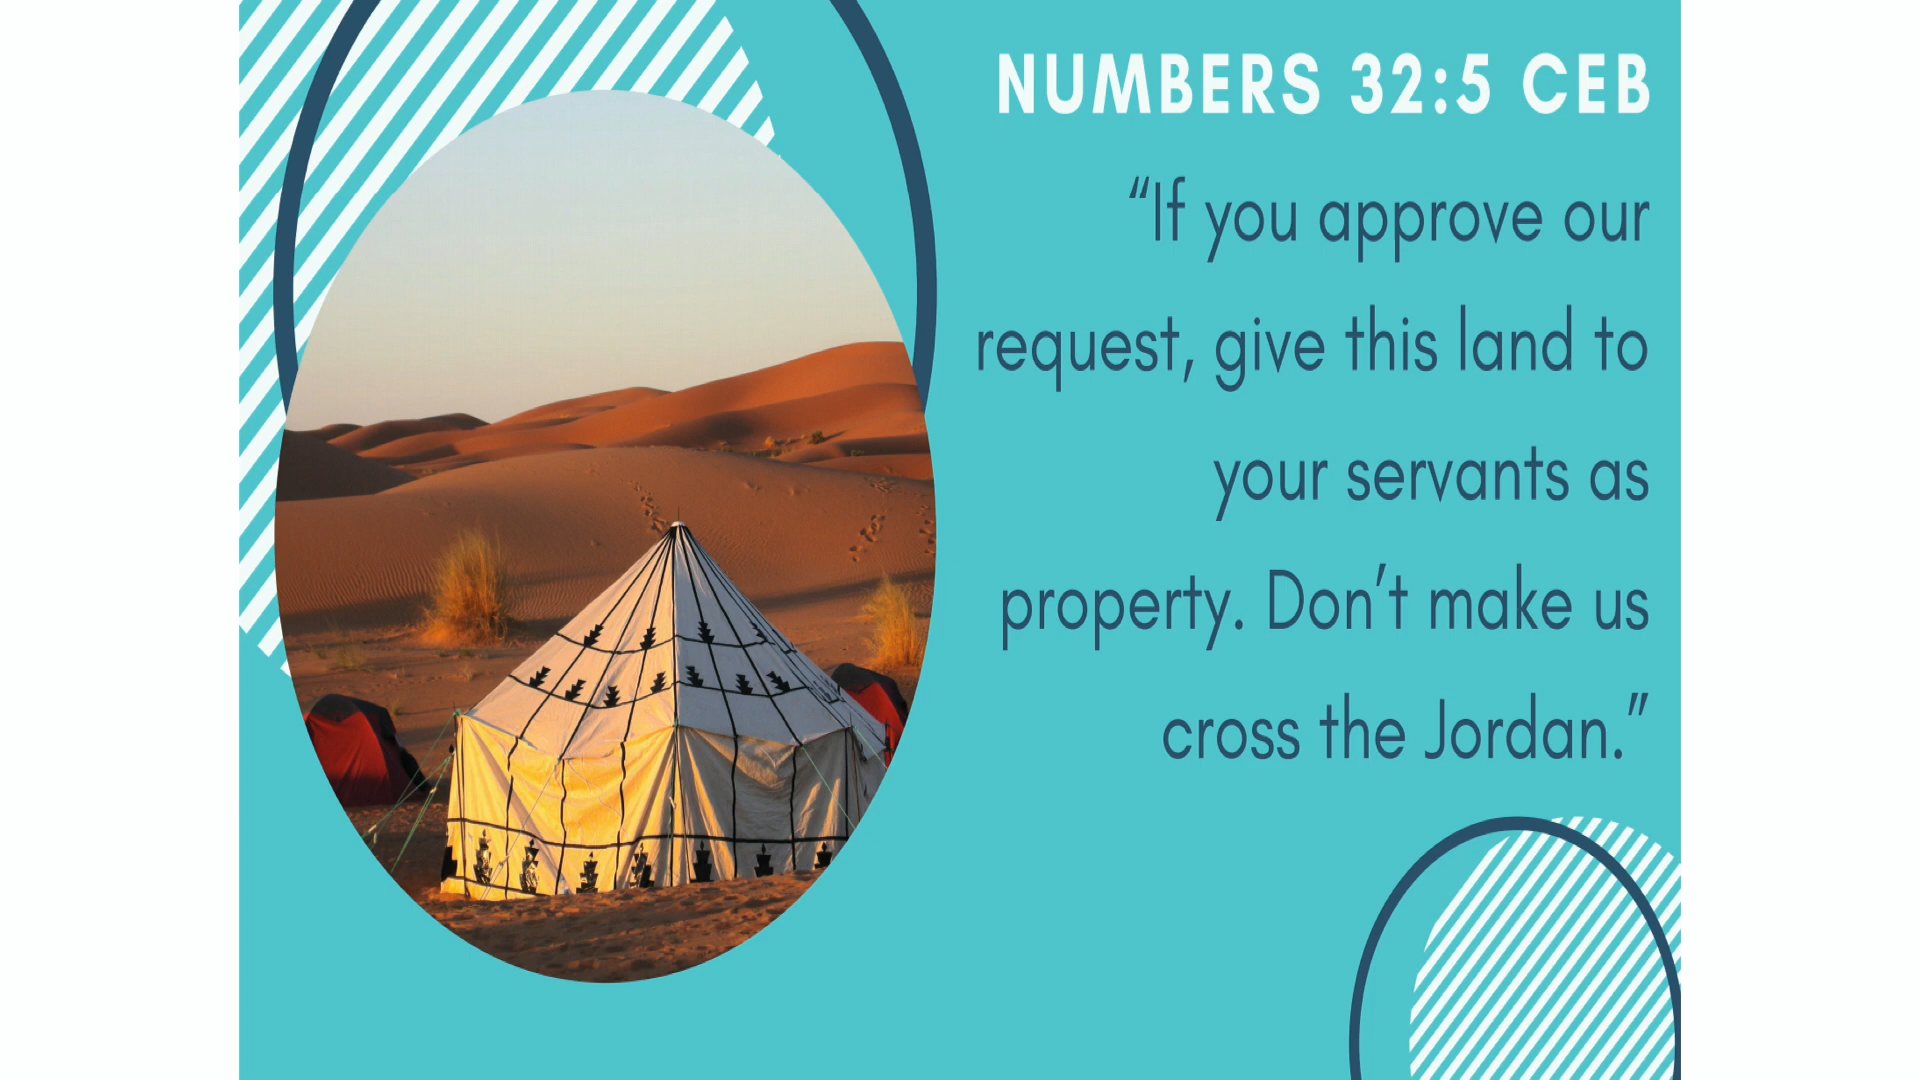 NUMBERS 32:5 CEB
“If you approve our
request, give this land to
your servants as
property. Don’t make us
cross the Jordan.”